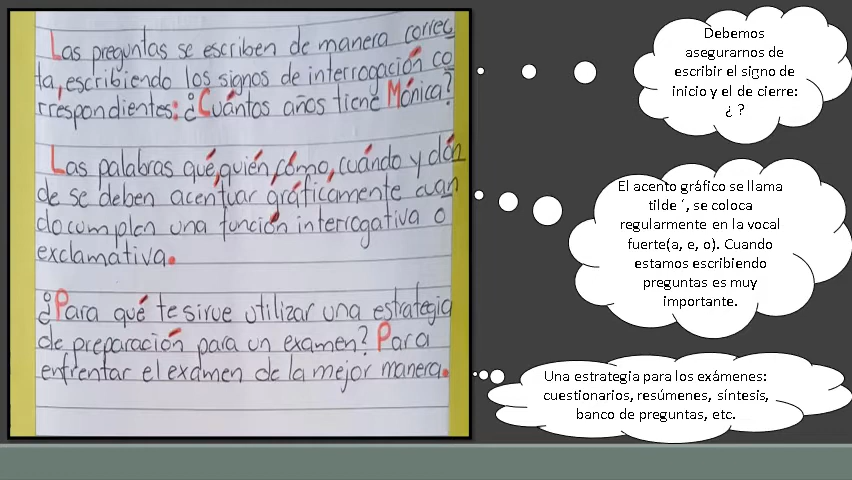 Las preguntas se escriben de manera correc
ta, escribiendo los signos de interrogación co
rrespondientes: ¿Cuántos años tiene Mónica?
Las palabras qué, quién, cómo, cuándo y dón
de se deben acentuar gráficamente cuan
do cumplen una función interrogativa o
exclamativa.
¿Para qué te sirve utilizar una estrategia
de preparación para un examen? Para
enfrentar el examen de la mejor manera.
Debemos
asegurarnos de
escribir el signo de
inicio y el de cierre:
¿ ?
El acento gráfico se llama
tilde ‘, se coloca
regularmente en la vocal
fuerte(a, e, o). Cuando
estamos escribiendo
preguntas es muy
importante.
Una estrategia para los exámenes:
cuestionarios, resúmenes, síntesis,
banco de preguntas, etc.